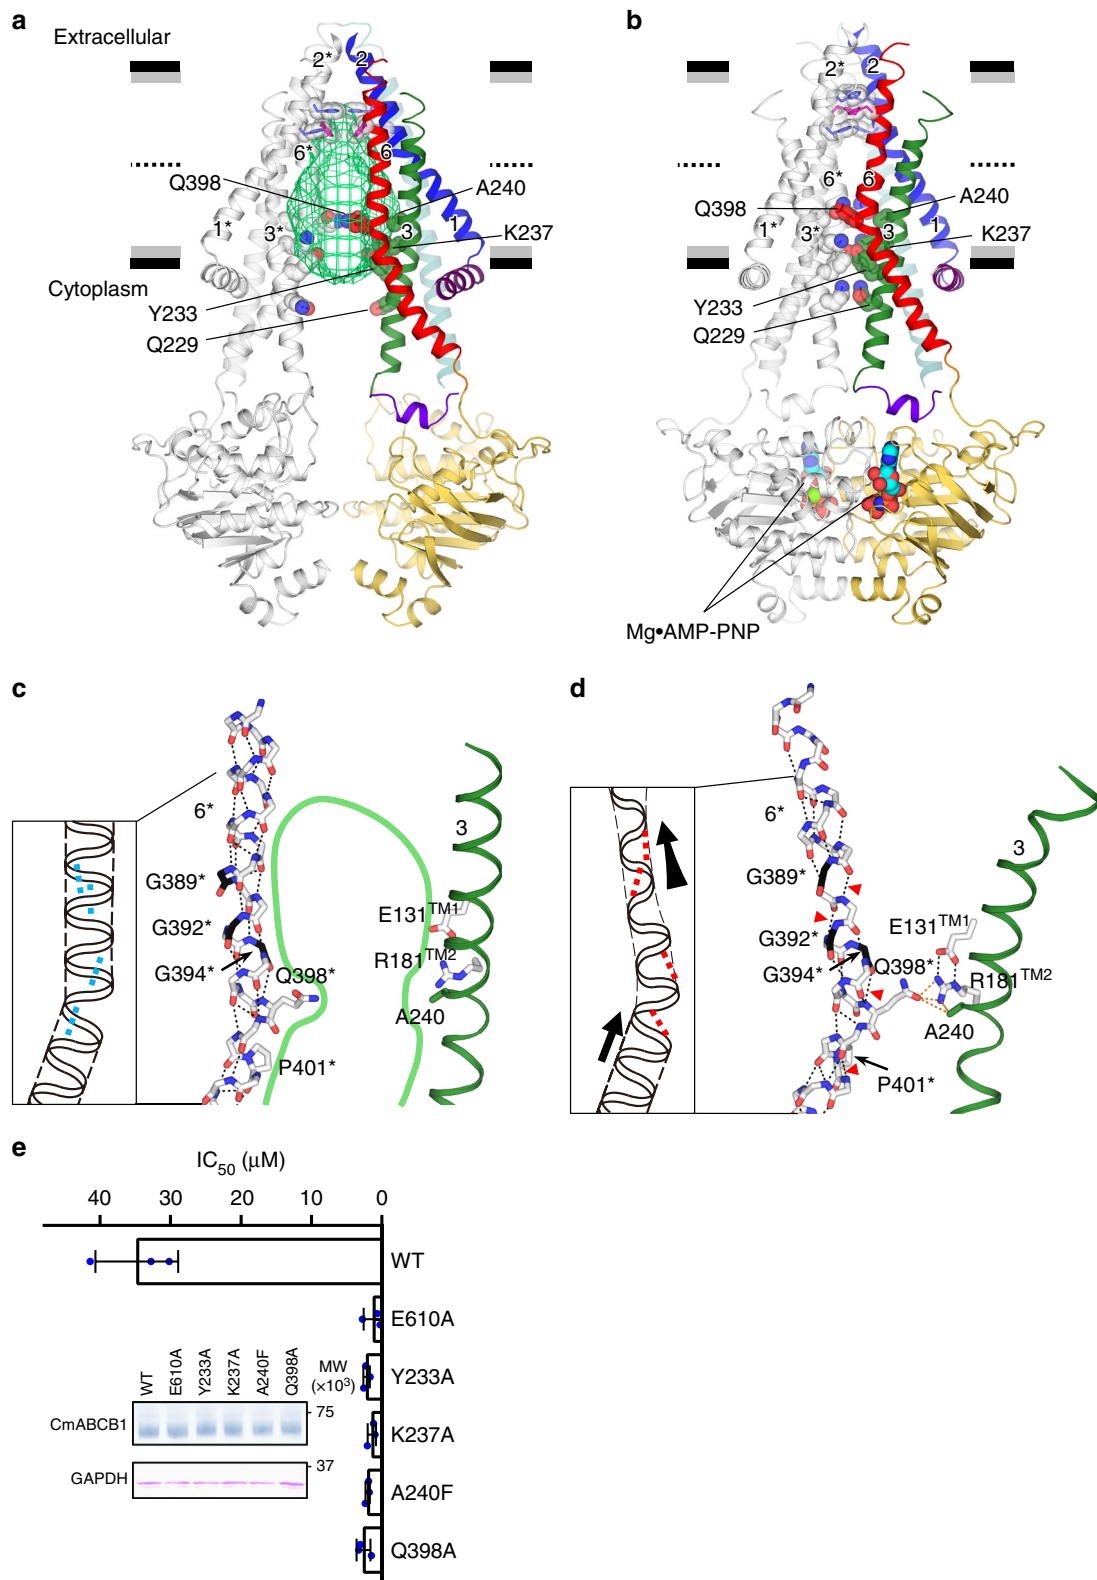 a
Extracellular
2*
2
6*
6
Q398
A240
1*
3*
3
1
K237
Cytoplasm
Y233
Q229
b
2*
2
6*
6
Q398
A240
1*
3*
3
1
K237
Y233
Q229
Mg•AMP-PNP
c
6*
3
G389*
E131TM1
G392*
G394*
Q398*
R181TM2
A240
P401*
d
6*
3
G389*
E131TM1
G392*
G394*
Q398*
R181TM2
A240
P401*
e
IC50 (μM)
40 30 20 10 0
WT
E610A
Y233A
K237A
A240F
Q398A
WT E610A Y233A K237A A240F Q398A
MW (×10³)
CmABCB1
75
GAPDH
37